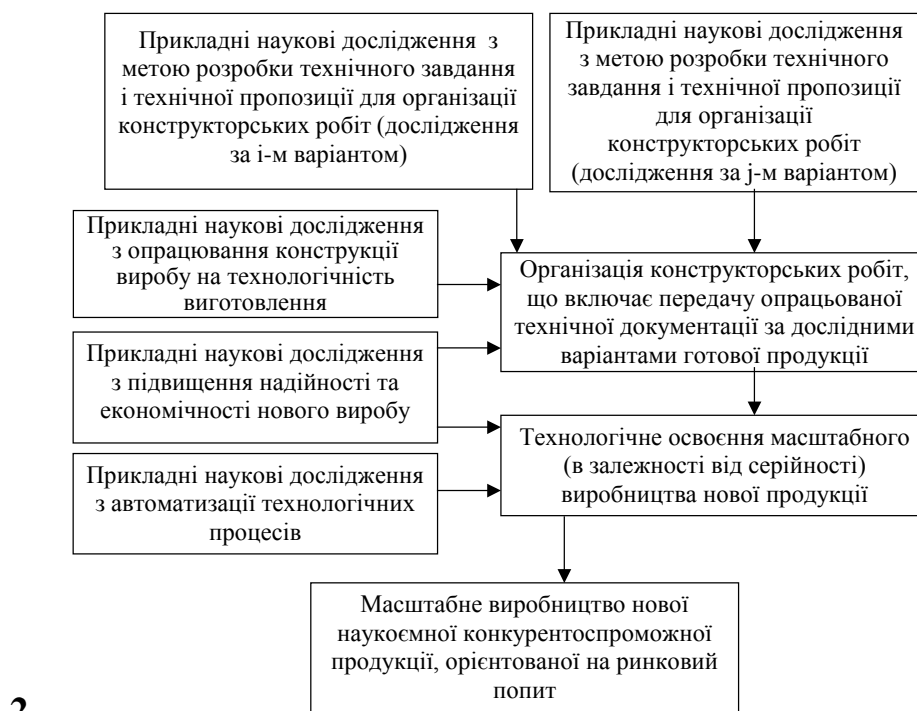 Прикладні наукові дослідження з
метою розробки технічного завдання
і технічної пропозиції для організації
конструкторських робіт (дослідження
за і-м варіантом)
Прикладні наукові дослідження
з метою розробки технічного
завдання і технічної пропозиції
для організації
конструкторських робіт
(дослідження за j-м варіантом)
Прикладні наукові дослідження
з опрацювання конструкції
виробу на технологічність
виготовлення
Організація конструкторських робіт,
що включає передачу опрацьованої
технічної документації за дослідними
варіантами готової продукції
Прикладні наукові дослідження
з підвищення надійності та
економічності нового виробу
Технологічне освоєння масштабного
(в залежності від серійності)
виробництва нової продукції
Прикладні наукові дослідження
з автоматизації технологічних
процесів
Масштабне виробництво нової
наукоємної конкурентоспроможної
продукції, орієнтованої на ринковий
попит